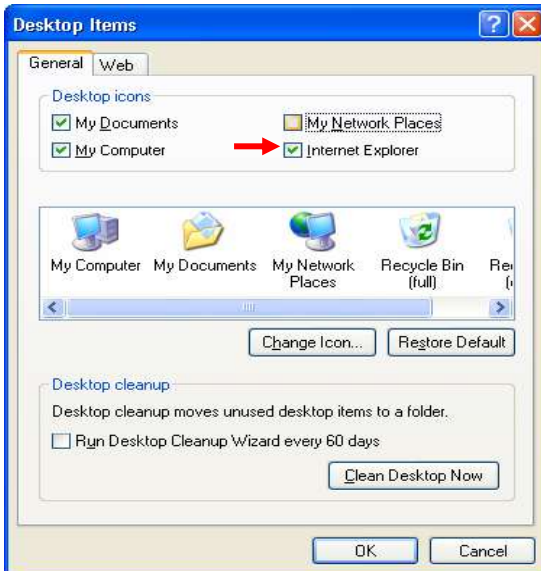 Desktop Items
General Web
Desktop icons
My Documents My Network Places
My Computer Internet Explorer
My Computer My Documents My Network Places Recycle Bin (full)
Change Icon... Restore Default
Desktop cleanup
Desktop cleanup moves unused desktop items to a folder.
Run Desktop Cleanup Wizard every 60 days
Clean Desktop Now
OK Cancel